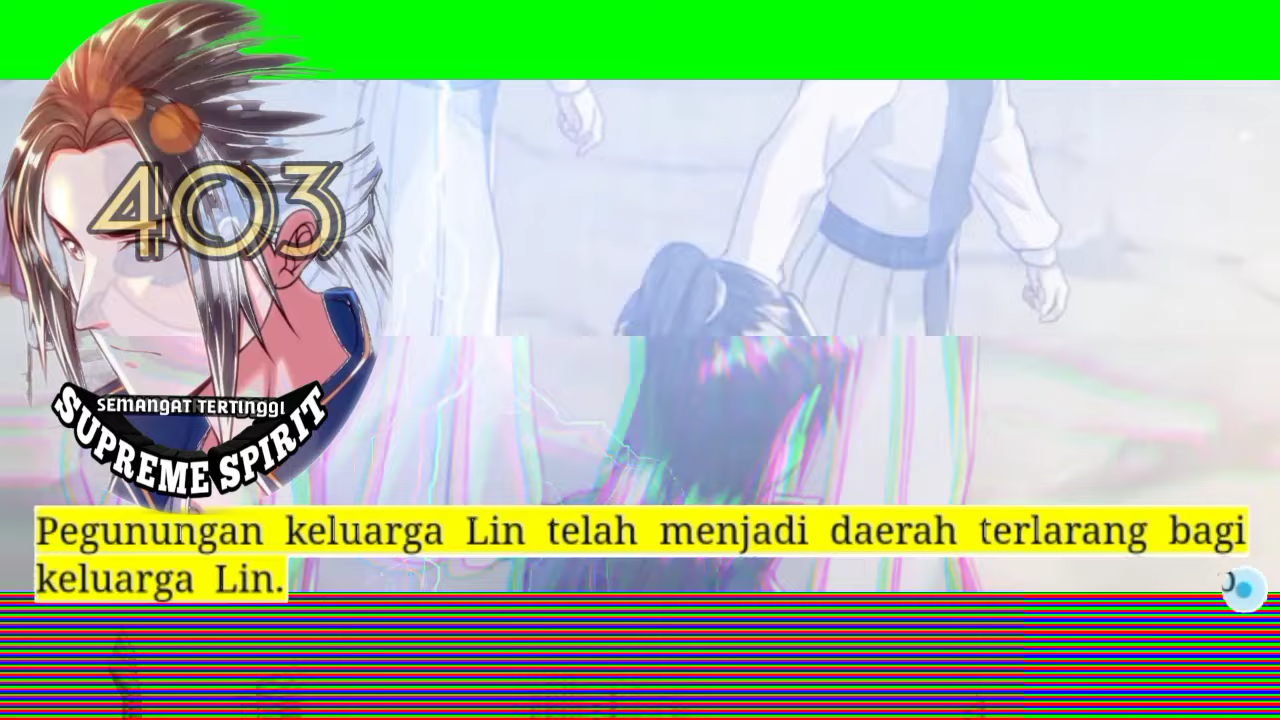 403
SEMANGAT TERTINGGI
SUPREME SPIRIT
Pegunungan keluarga Lin telah menjadi daerah terlarang bagi
keluarga Lin.